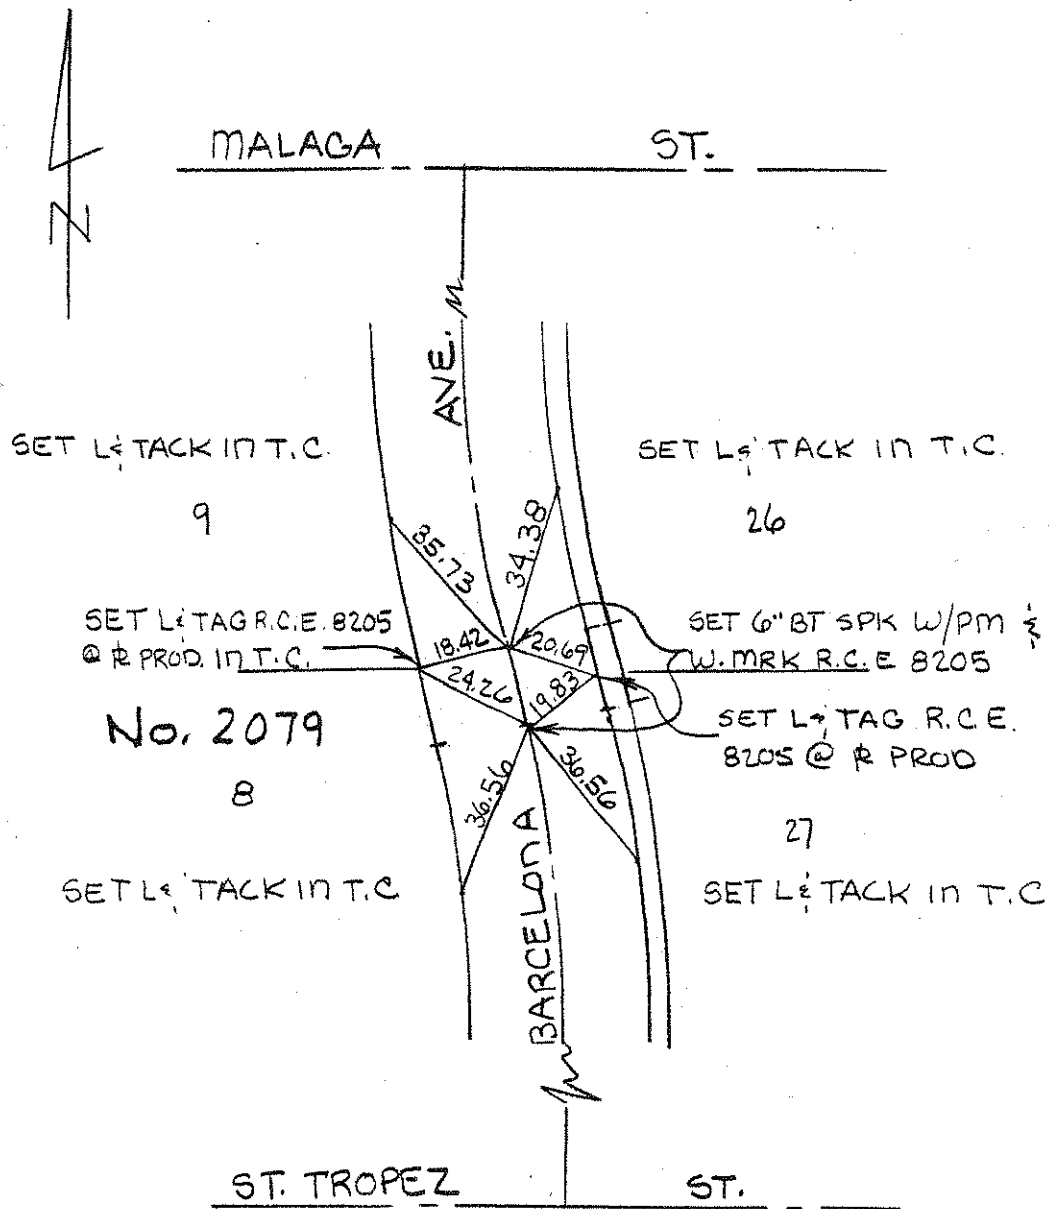 MALAGA ST.
N
AVE.
SET L& TACK IN T.C.
9
SET L& TACK IN T.C.
26
35.73
34.38
SET L& TAG R.C.E. 8205
@ ⅊ PROD. IN T.C.
18.42
20.69
SET 6" BT SPK W/PM &
W. MRK R.C.E 8205
24.26
19.83
No. 2079
SET L& TAG R.C.E.
8205 @ ⅊ PROD
8
36.56
36.56
27
SET L& TACK IN T.C
SET L& TACK IN T.C
BARCELONA
ST. TROPEZ ST.